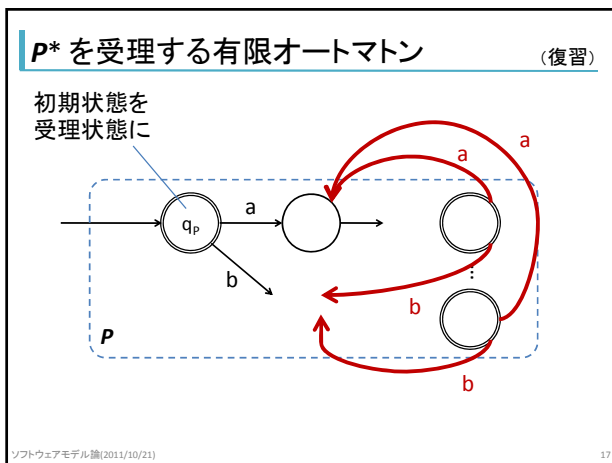 P* を受理する有限オートマトン
(復習)
初期状態を
受理状態に
a
a
a
qP
b
⋮
b
P
b
ソフトウェアモデル論(2011/10/21)
17